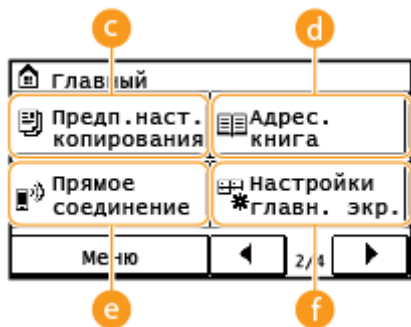 c d
Главный
Предп.наст. Адрес.
копирования книга
Прямое Настройки
соединение главн. экр.
Меню 2/4
e f